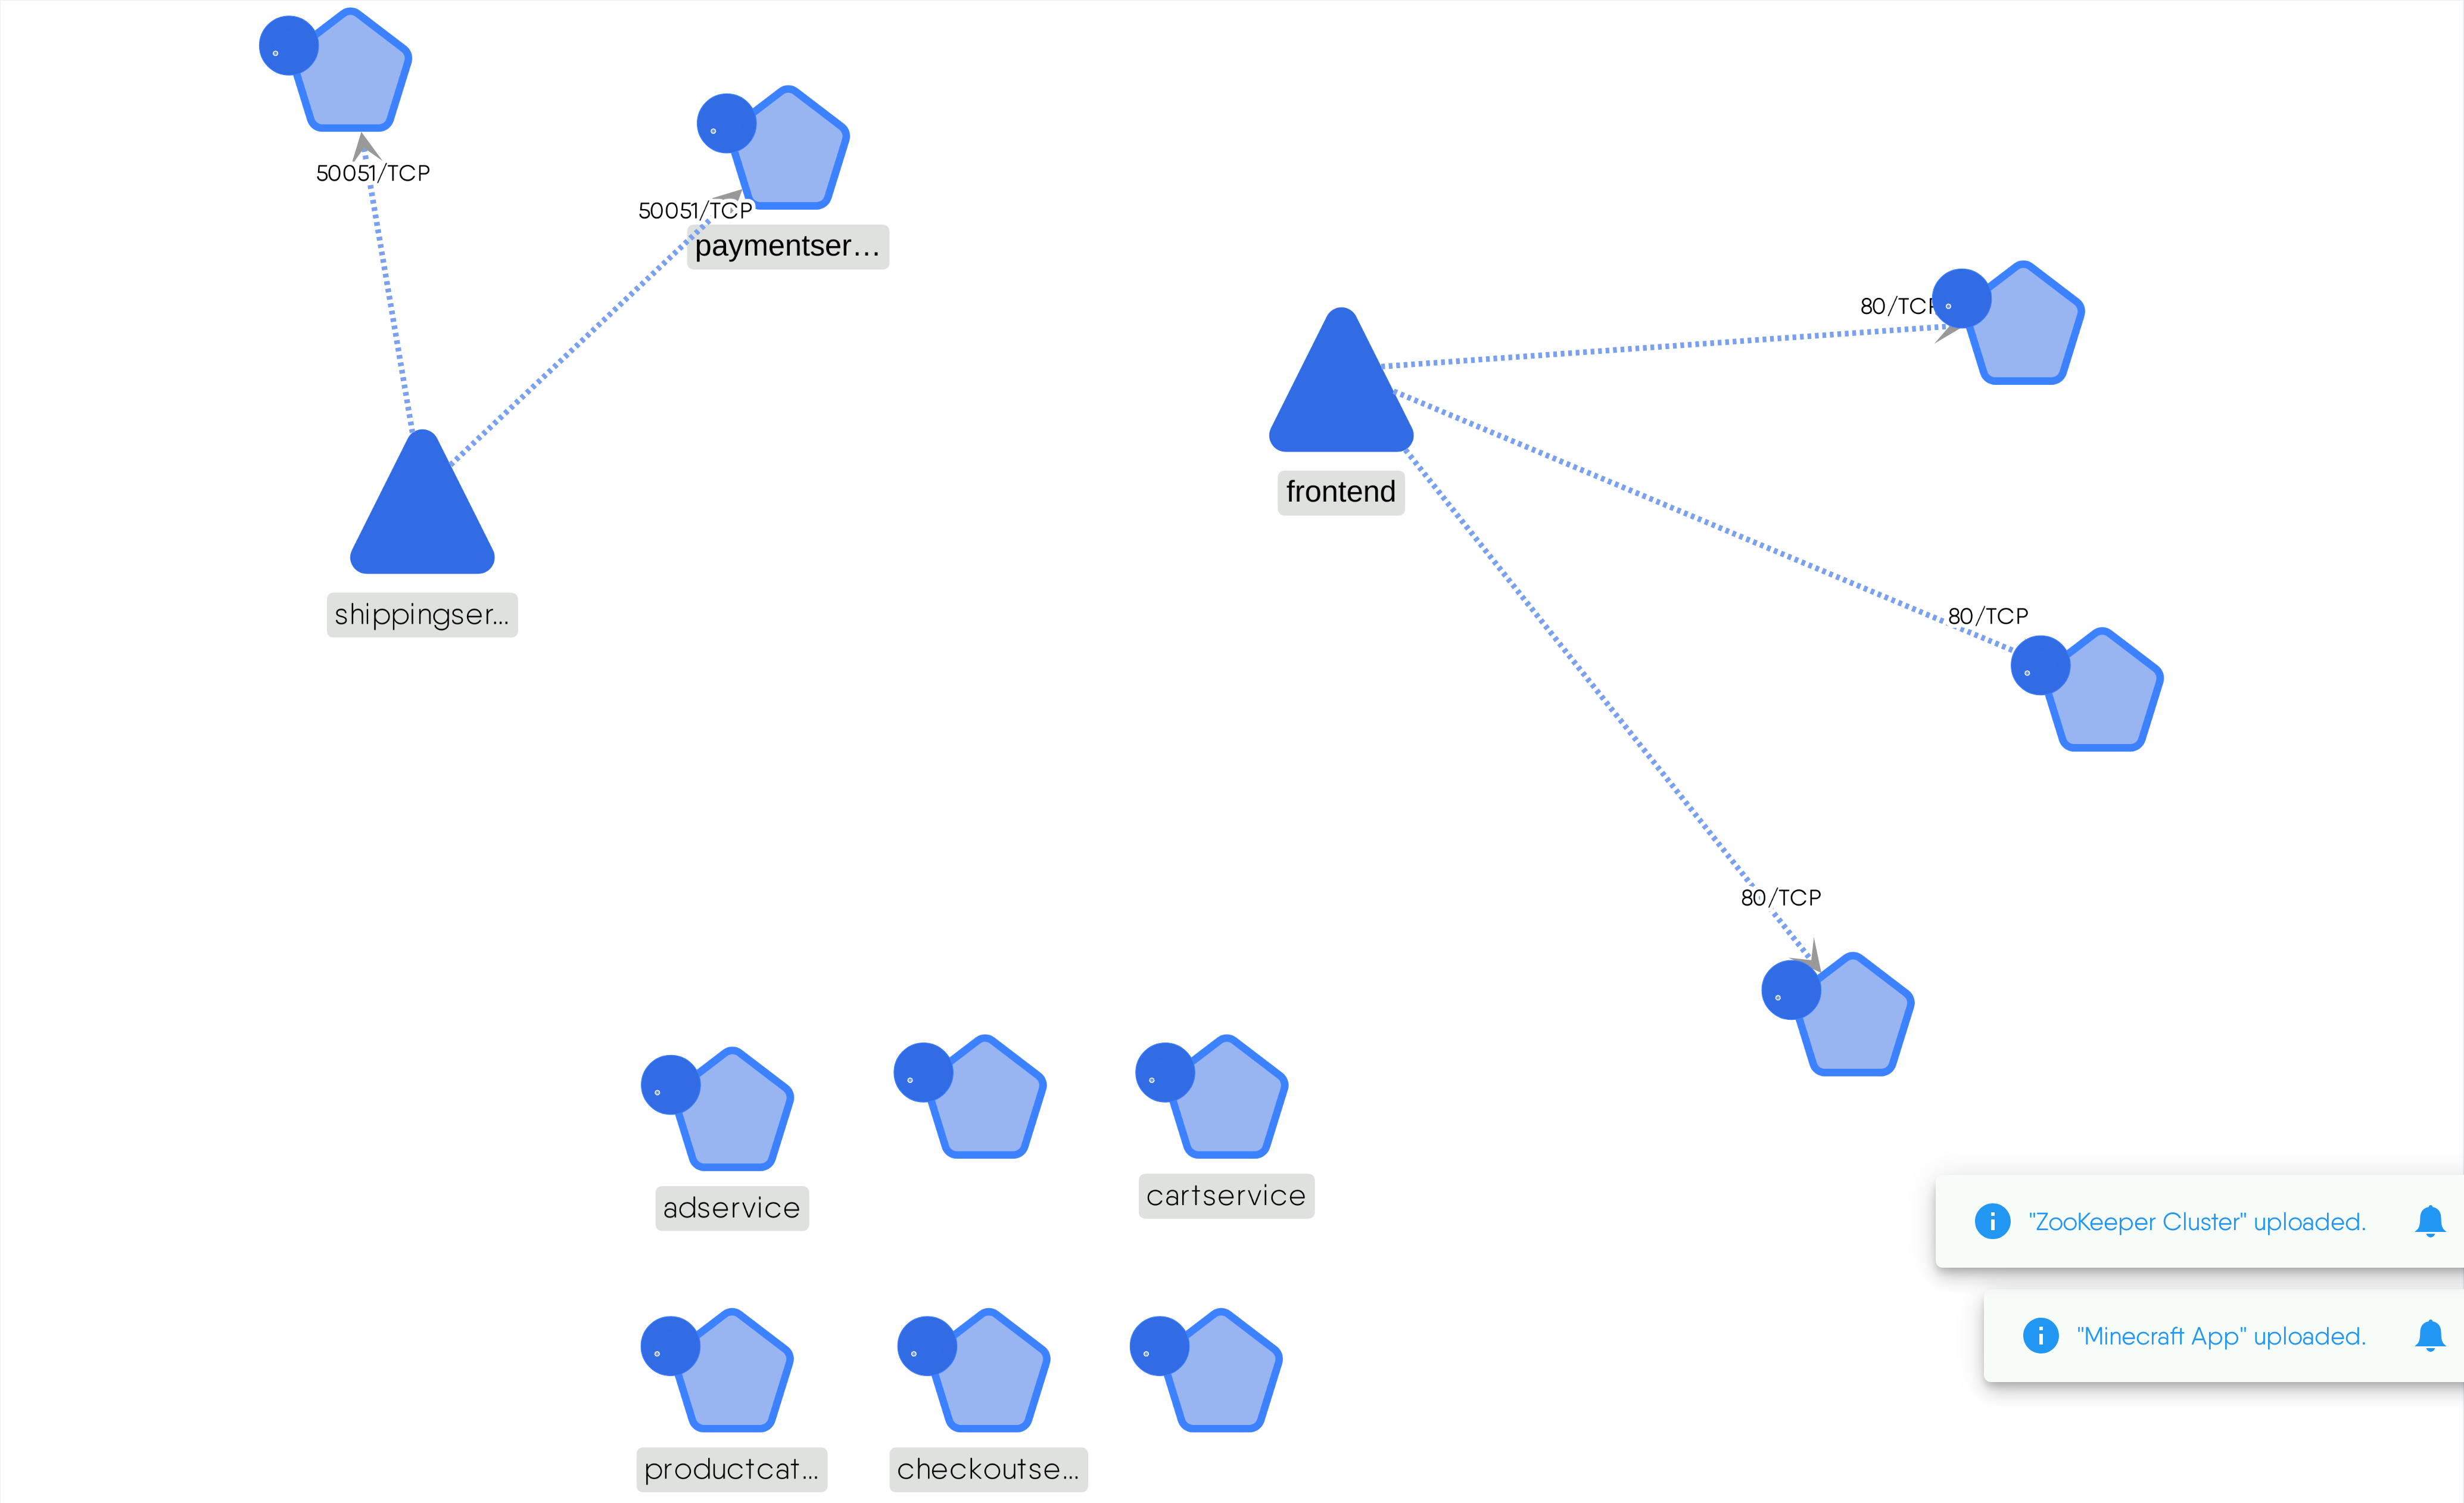 50051/TCP
50051/TCP
paymentser...
80/TCP
frontend
shippingser...
80/TCP
80/TCP
adservice
cartservice
"ZooKeeper Cluster" uploaded.
"Minecraft App" uploaded.
productcat...
checkoutse...